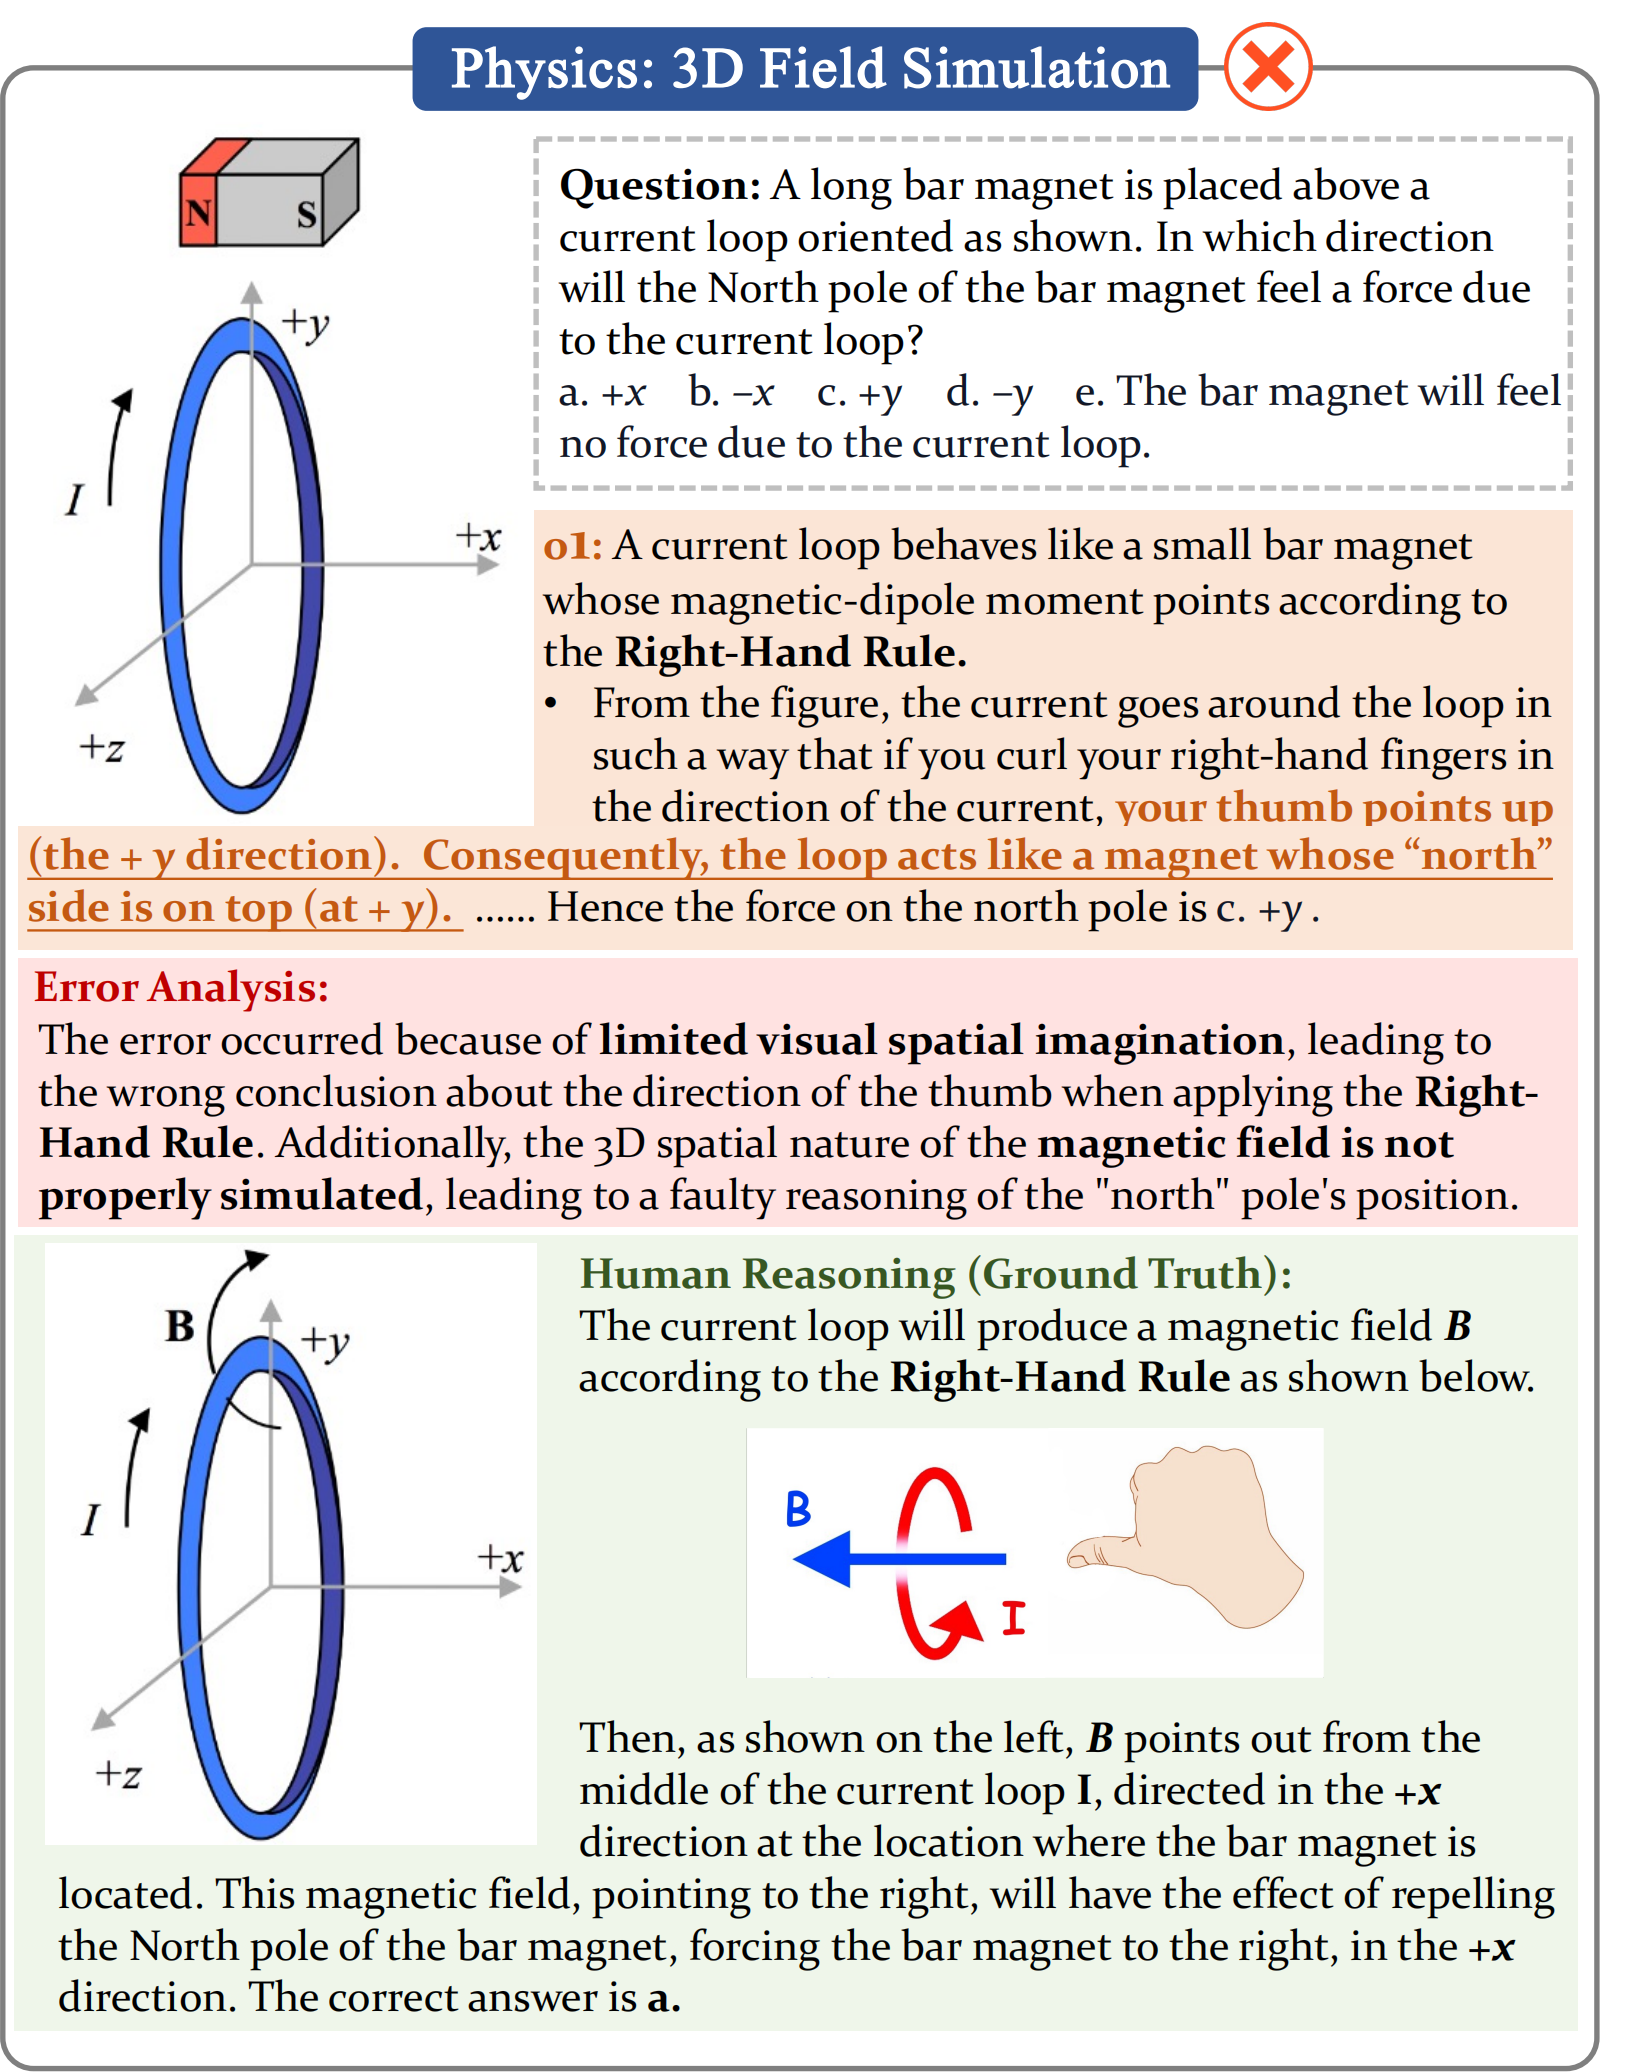 Physics: 3D Field Simulation
N
S
+y
I
+x
+z
Question: A long bar magnet is placed above a
current loop oriented as shown. In which direction
will the North pole of the bar magnet feel a force due
to the current loop?
a. +x b. –x c. +y d. –y e. The bar magnet will feel
no force due to the current loop.
o1: A current loop behaves like a small bar magnet
whose magnetic-dipole moment points according to
the Right-Hand Rule.
• From the figure, the current goes around the loop in
such a way that if you curl your right-hand fingers in
the direction of the current, your thumb points up
(the + y direction). Consequently, the loop acts like a magnet whose “north”
side is on top (at + y). ...... Hence the force on the north pole is c. +y .
Error Analysis:
The error occurred because of limited visual spatial imagination, leading to
the wrong conclusion about the direction of the thumb when applying the Right-
Hand Rule. Additionally, the 3D spatial nature of the magnetic field is not
properly simulated, leading to a faulty reasoning of the "north" pole's position.
B
+y
I
+x
+z
Human Reasoning (Ground Truth):
The current loop will produce a magnetic field B
according to the Right-Hand Rule as shown below.
B
I
Then, as shown on the left, B points out from the
middle of the current loop I, directed in the +x
direction at the location where the bar magnet is
located. This magnetic field, pointing to the right, will have the effect of repelling
the North pole of the bar magnet, forcing the bar magnet to the right, in the +x
direction. The correct answer is a.